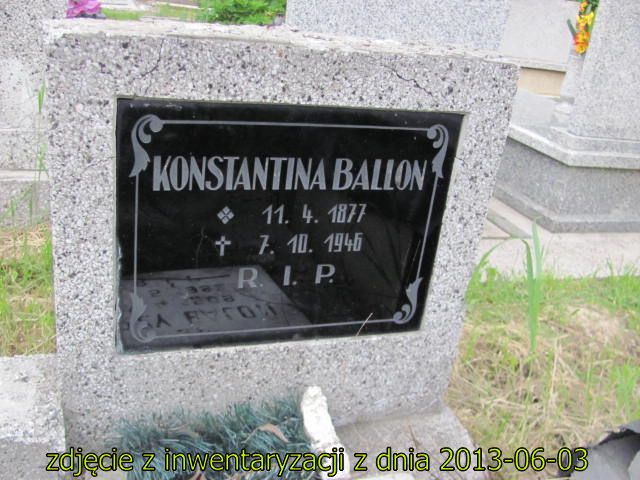 KONSTANTINA BALLON
11. 4. 1877
7. 10. 1946
R. I. P.
zdjęcie z inwentaryzacji z dnia 2013-06-03